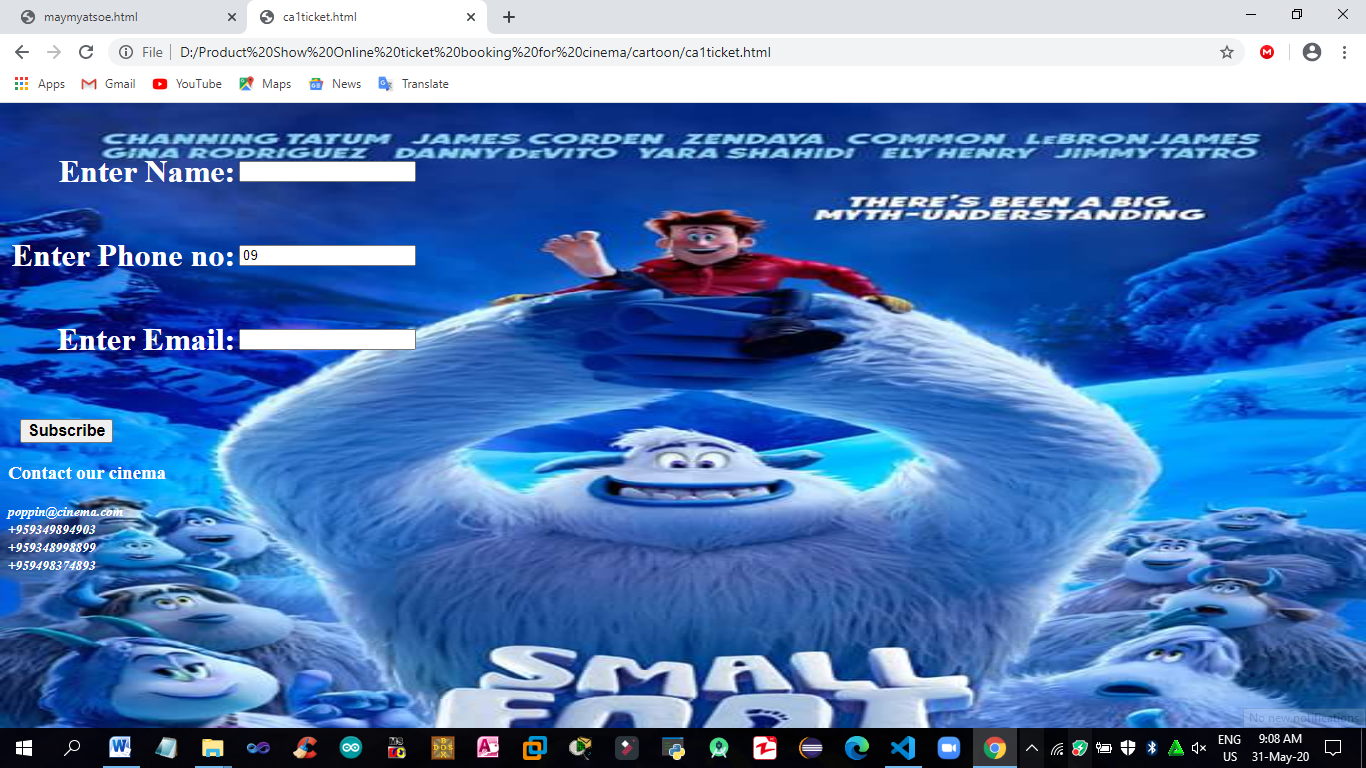 maymyatsoe.html
ca1ticket.html
File
D:/Product%20Show%20Online%20ticket%20booking%20for%20cinema/cartoon/ca1ticket.html
Apps Gmail YouTube Maps News Translate
CHANNING TATUM JAMES CORDEN ZENDAYA COMMON LEBRON JAMES
GINA RODRIGUEZ DANNY DEVITO YARA SHAHIDI ELY HENRY JIMMY TATRO
Enter Name:
THERE'S BEEN A BIG
MYTH-UNDERSTANDING
Enter Phone no: 09
Enter Email:
Subscribe
Contact our cinema
poppin@cinema.com
+959349894903
+959348998899
+959498374893
SMALL
FOOT
No new notifications
ENG 9:08 AM
US 31-May-20